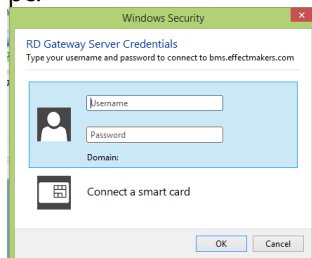 Windows Security
RD Gateway Server Credentials
Type your username and password to connect to bms.effectmakers.com
Username
Password
Domain:
Connect a smart card
OK
Cancel